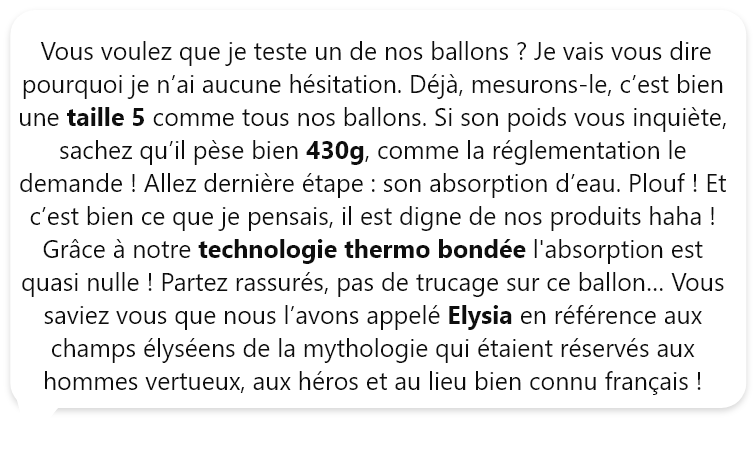 Vous voulez que je teste un de nos ballons ? Je vais vous dire
pourquoi je n’ai aucune hésitation. Déjà, mesurons-le, c’est bien
une taille 5 comme tous nos ballons. Si son poids vous inquiète,
sachez qu’il pèse bien 430g, comme la réglementation le
demande ! Allez dernière étape : son absorption d’eau. Plouf ! Et
c’est bien ce que je pensais, il est digne de nos produits haha !
Grâce à notre technologie thermo bondée l'absorption est
quasi nulle ! Partez rassurés, pas de trucage sur ce ballon… Vous
saviez vous que nous l’avons appelé Elysia en référence aux
champs élyséens de la mythologie qui étaient réservés aux
hommes vertueux, aux héros et au lieu bien connu français !